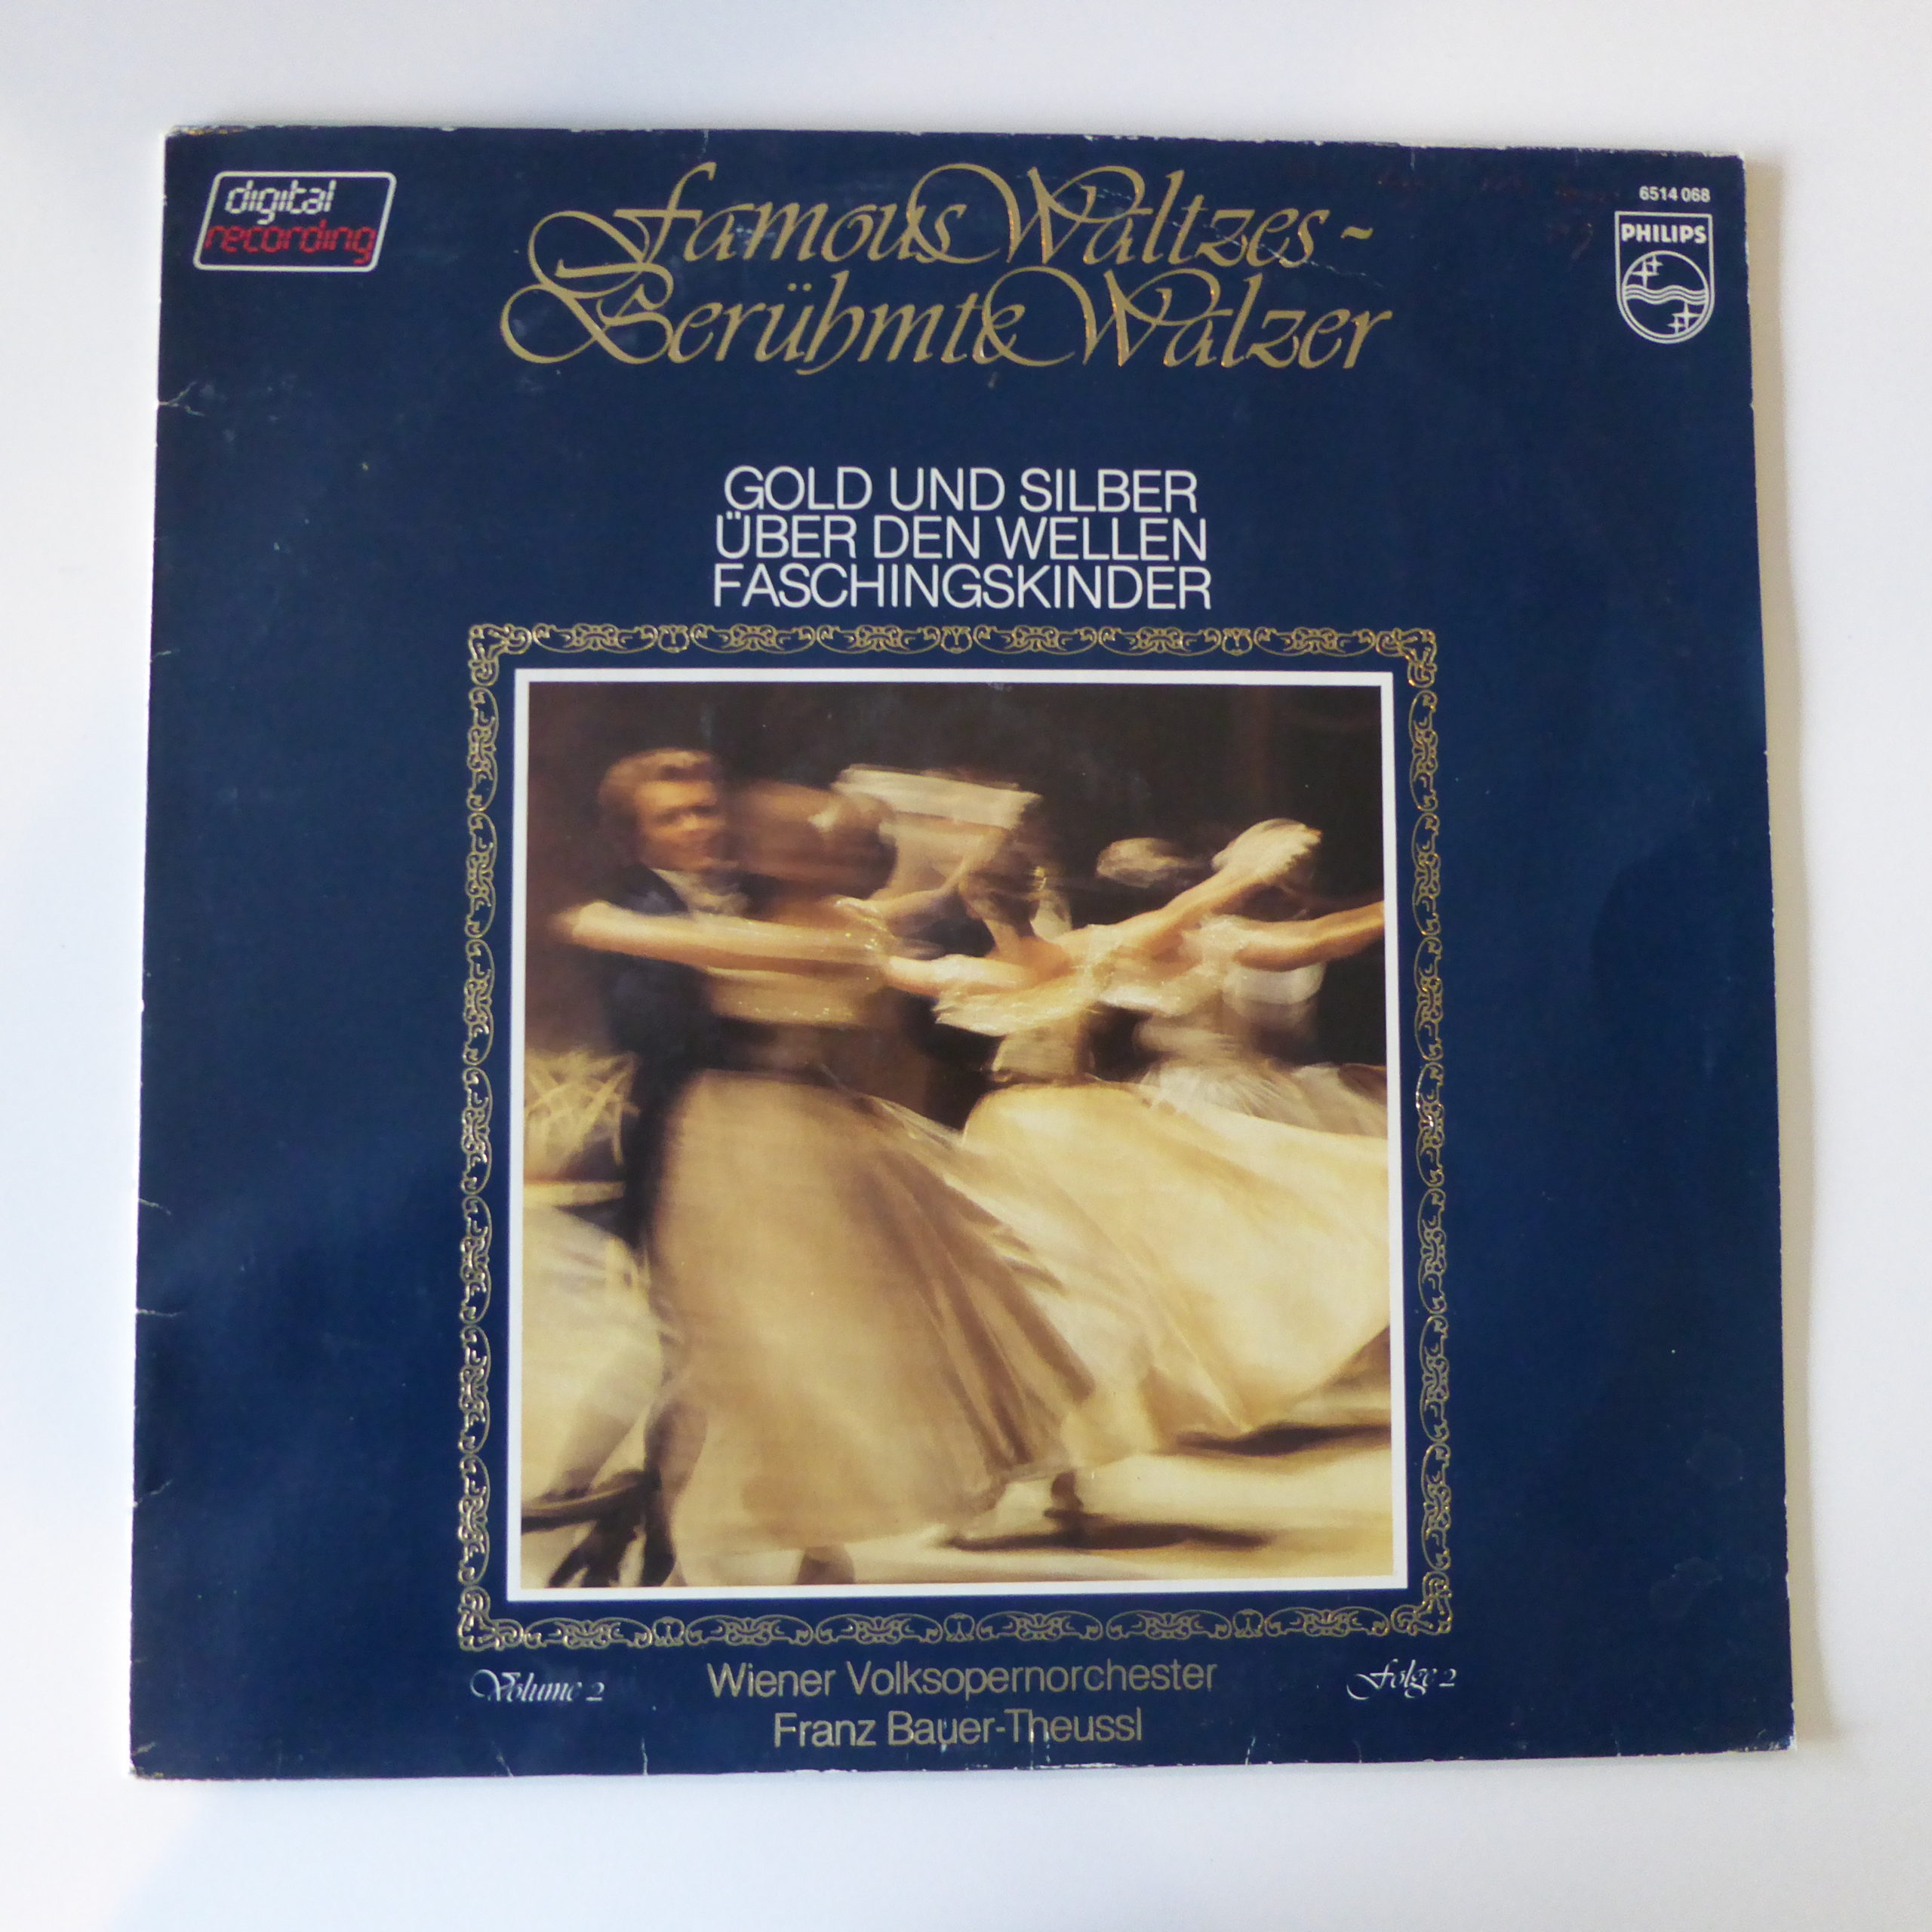 digital
recording
Famous Waltzes -
Berühmte Walzer
6514 068
PHILIPS
GOLD UND SILBER
ÜBER DEN WELLEN
FASCHINGSKINDER
Volume 2
Wiener Volksopernorchester
Folge 2
Franz Bauer-Theussl